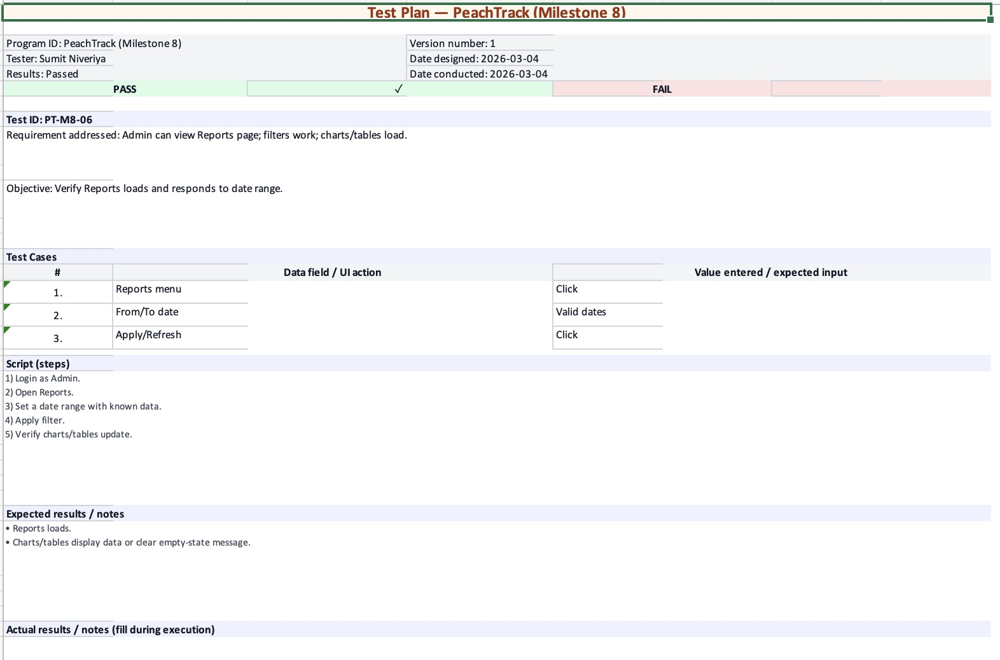 Test Plan — PeachTrack (Milestone 8)
Program ID: PeachTrack (Milestone 8) Version number: 1
Tester: Sumit Niveriya Date designed: 2026-03-04
Results: Passed Date conducted: 2026-03-04
PASS ✓ FAIL
Test ID: PT-M8-06
Requirement addressed: Admin can view Reports page; filters work; charts/tables load.
Objective: Verify Reports loads and responds to date range.
Test Cases
# Data field / UI action Value entered / expected input
1. Reports menu Click
2. From/To date Valid dates
3. Apply/Refresh Click
Script (steps)
1) Login as Admin.
2) Open Reports.
3) Set a date range with known data.
4) Apply filter.
5) Verify charts/tables update.
Expected results / notes
• Reports loads.
• Charts/tables display data or clear empty-state message.
Actual results / notes (fill during execution)